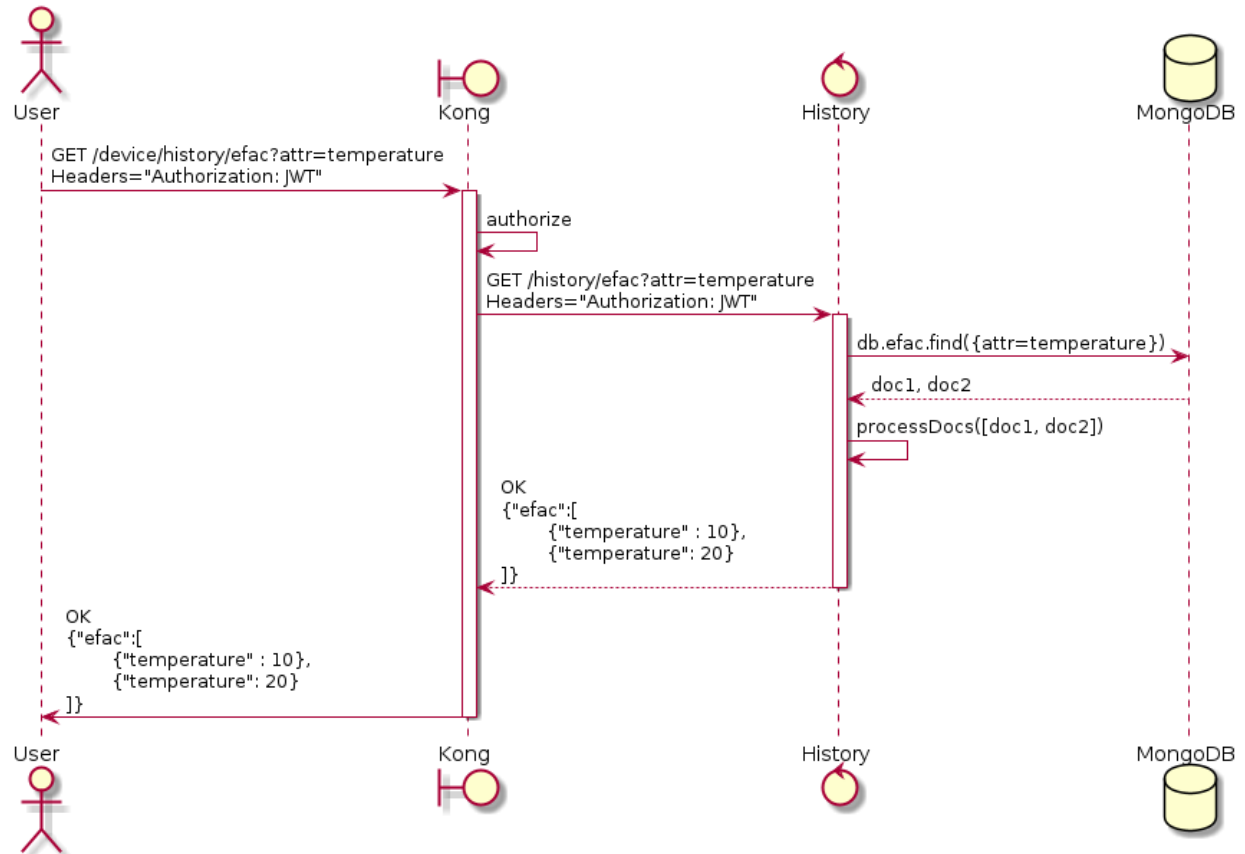 User
Kong
History
MongoDB
GET /device/history/efac?attr=temperature
Headers="Authorization: JWT"
authorize
GET /history/efac?attr=temperature
Headers="Authorization: JWT"
db.efac.find({attr=temperature})
doc1, doc2
processDocs([doc1, doc2])
OK
{"efac":[
{"temperature" : 10},
{"temperature": 20}
]}
OK
{"efac":[
{"temperature" : 10},
{"temperature": 20}
]}
User
Kong
History
MongoDB